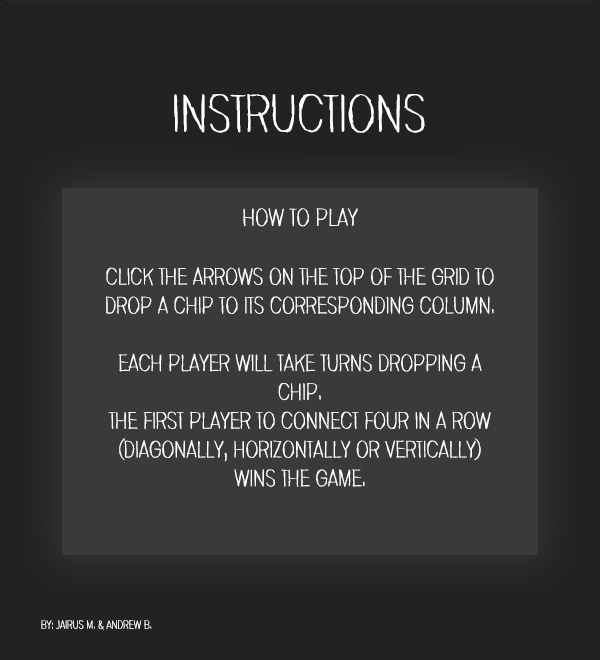 INSTRUCTIONS
HOW TO PLAY
CLICK THE ARROWS ON THE TOP OF THE GRID TO
DROP A CHIP TO ITS CORRESPONDING COLUMN.
EACH PLAYER WILL TAKE TURNS DROPPING A
CHIP.
THE FIRST PLAYER TO CONNECT FOUR IN A ROW
(DIAGONALLY, HORIZONTALLY OR VERTICALLY)
WINS THE GAME.
BY: JAIRUS M. & ANDREW B.